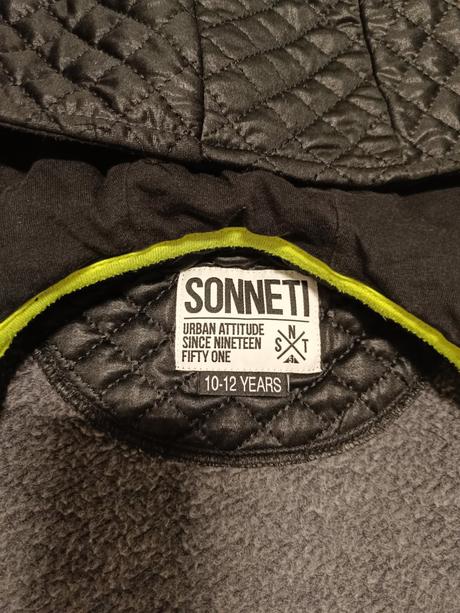 SONNETI
URBAN ATTITUDE
SINCE NINETEEN
FIFTY ONE
N
S T
10-12 YEARS